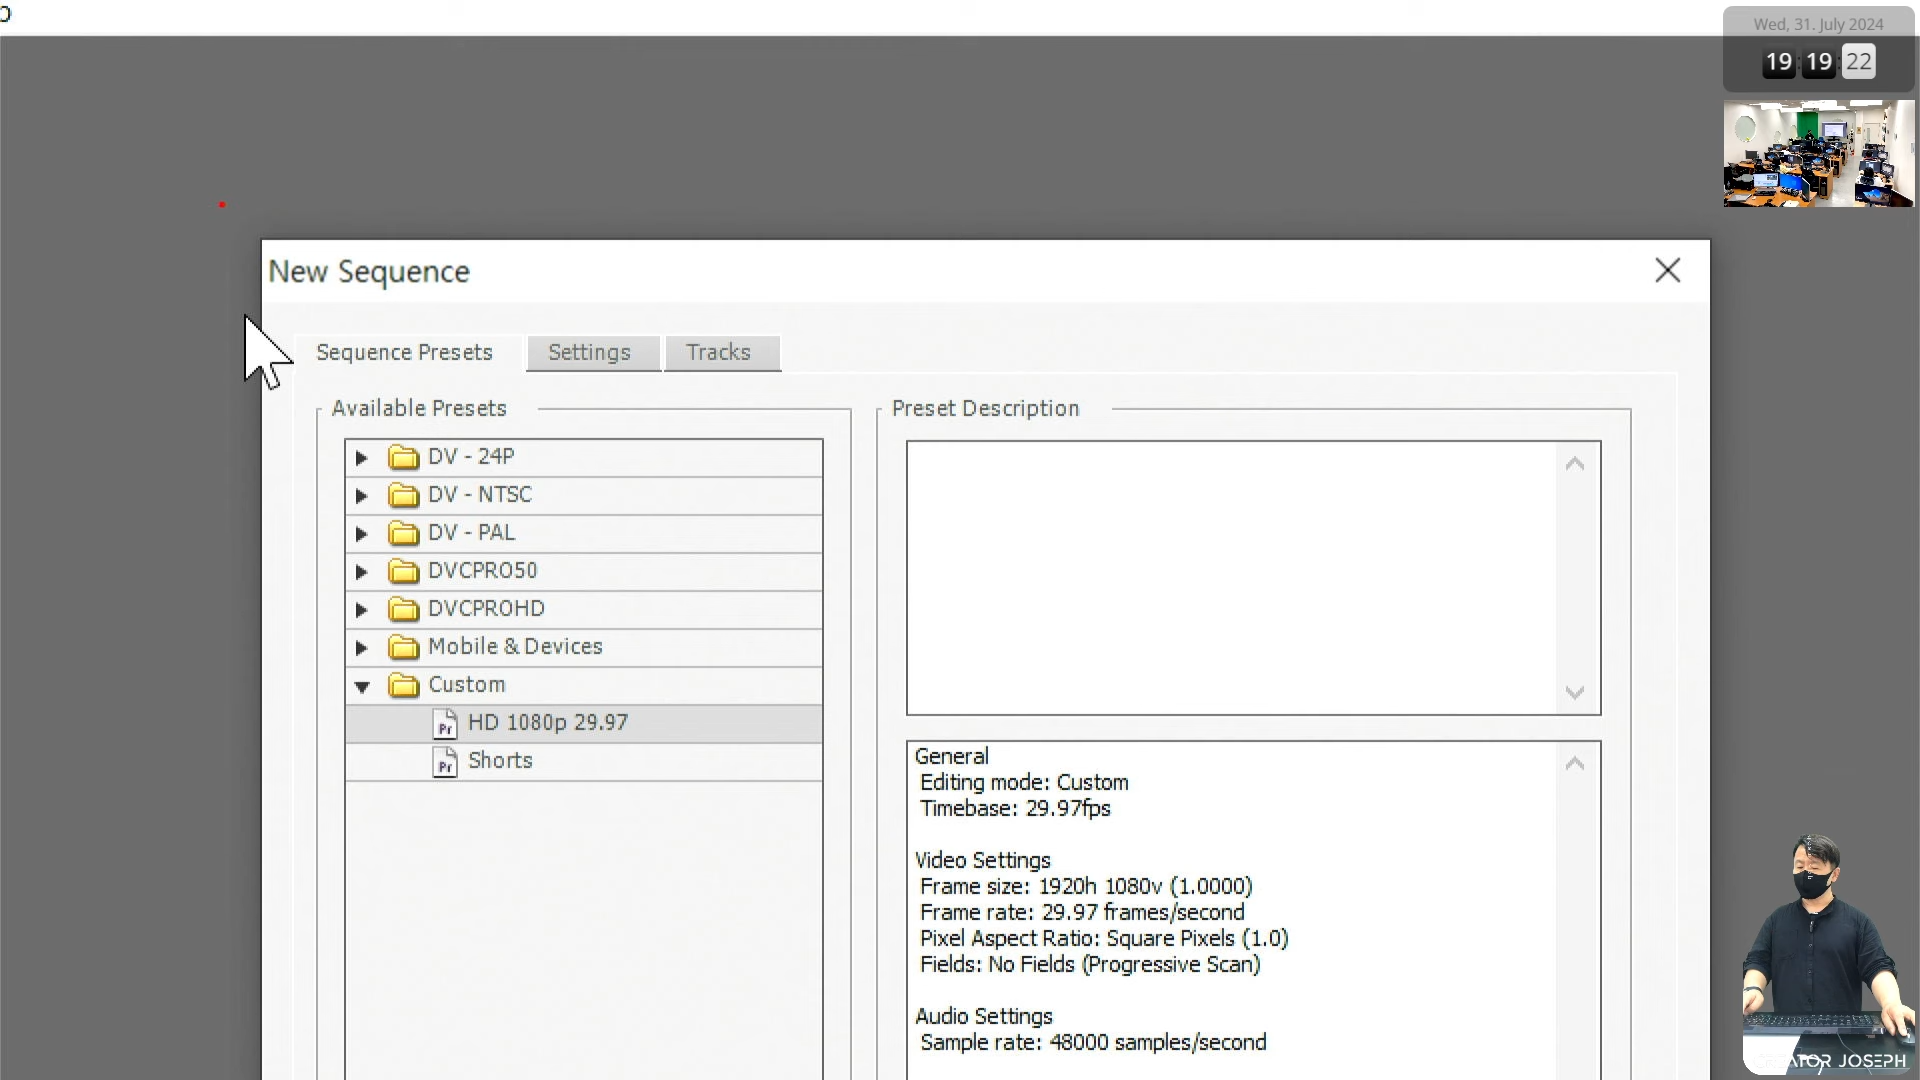 Wed, 31. July 2024
19 19 22
New Sequence
Sequence Presets
Settings
Tracks
Available Presets
DV - 24P
DV - NTSC
DV - PAL
DVCPRO50
DVCPROHD
Mobile & Devices
Custom
Pr HD 1080p 29.97
Pr Shorts
Preset Description
General
Editing mode: Custom
Timebase: 29.97fps
Video Settings
Frame size: 1920h 1080v (1.0000)
Frame rate: 29.97 frames/second
Pixel Aspect Ratio: Square Pixels (1.0)
Fields: No Fields (Progressive Scan)
Audio Settings
Sample rate: 48000 samples/second
JOSEPH